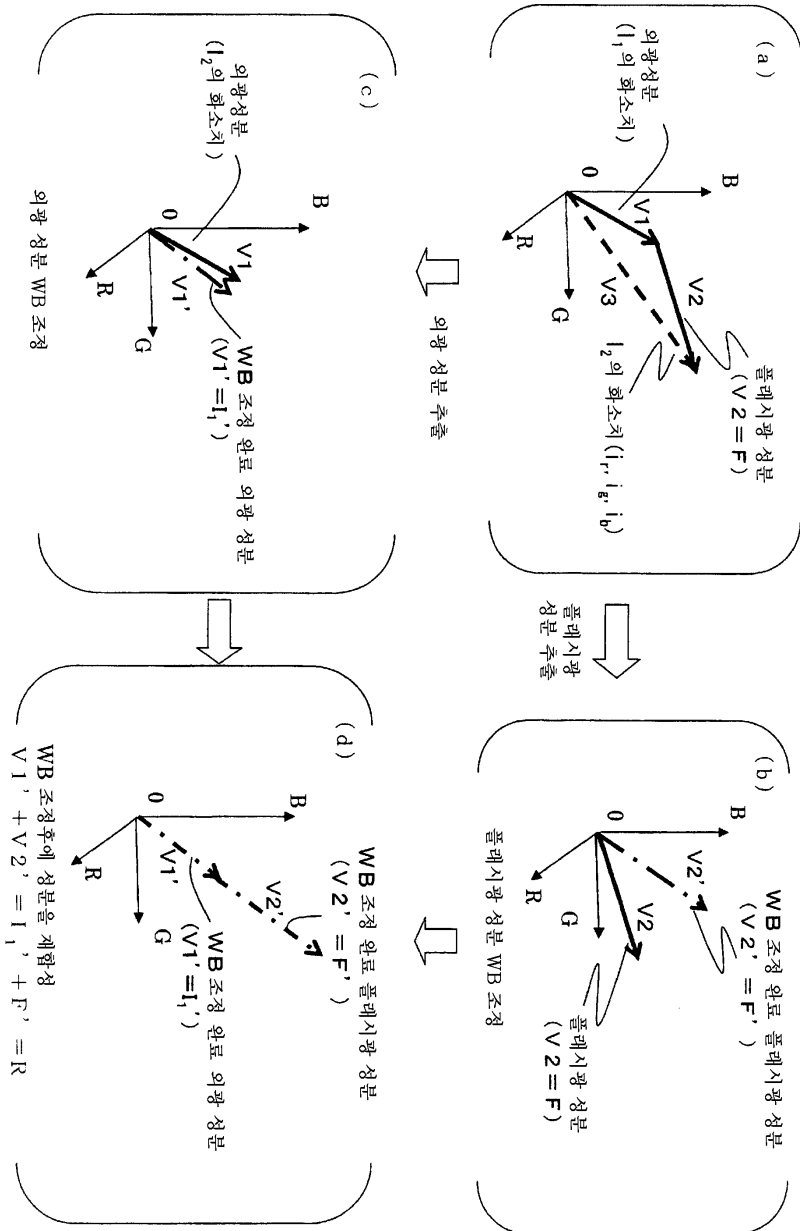 (a)
외광성분
(I₁의 화소치)
B
0
V1
V2
V3
R
G
플래시광 성분
(V2=F)
I₂의 화소치(iᵣ, i_g, i_b)
플래시광
성분 추출
외광 성분 추출
(b)
B
0
V2'
V2
R
G
WB 조정 완료 플래시광 성분
(V2'=F')
플래시광 성분
(V2=F)
플래시광 성분 WB 조정
(c)
외광성분
(I₂의 화소치)
B
0
V1
V1'
R
G
WB 조정 완료 외광 성분
(V1'=I₁')
외광 성분 WB 조정
(d)
B
0
V1'
V2'
R
G
WB 조정 완료 플래시광 성분
(V2'=F')
WB 조정 완료 외광 성분
(V1'=I₁')
WB 조정후에 성분을 재합성
V1'+V2'=I₁'+F'=R